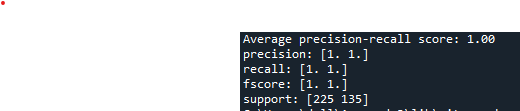 Average precision-recall score: 1.00
precision: [1. 1.]
recall: [1. 1.]
fscore: [1. 1.]
support: [225 135]